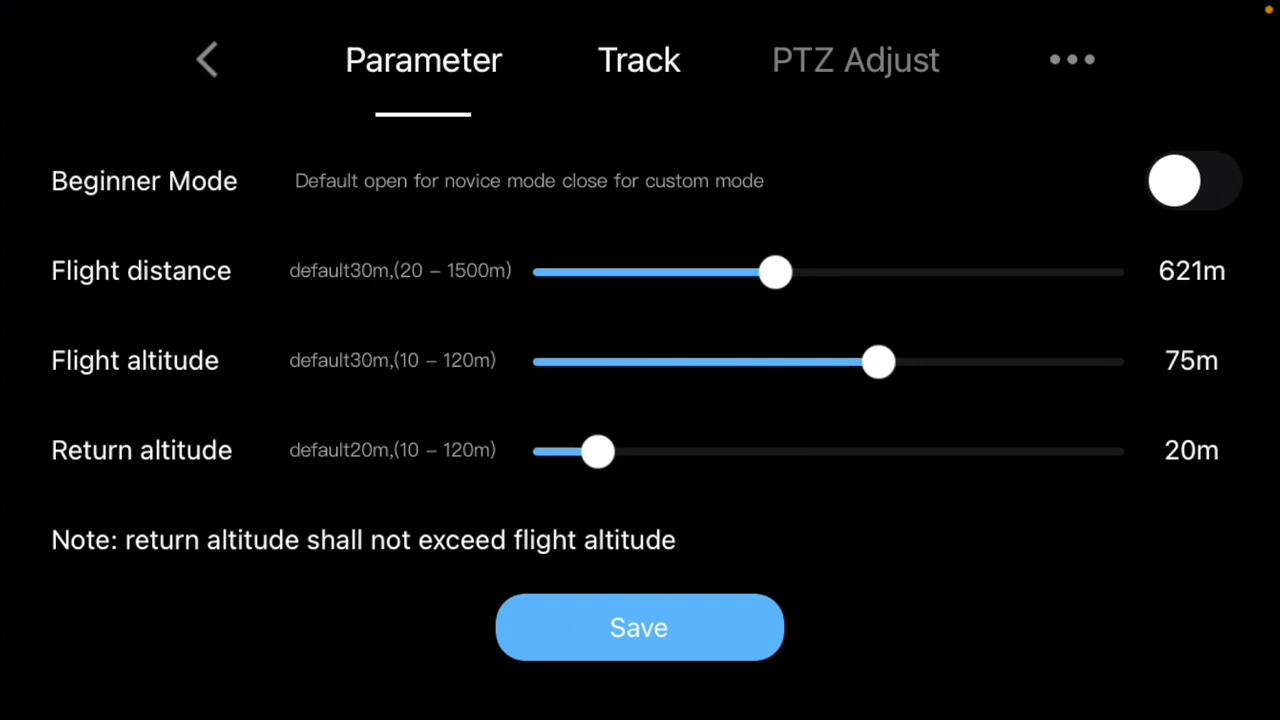 Parameter Track PTZ Adjust •••
Beginner Mode Default open for novice mode close for custom mode
Flight distance default30m,(20 – 1500m) 621m
Flight altitude default30m,(10 – 120m) 75m
Return altitude default20m,(10 – 120m) 20m
Note: return altitude shall not exceed flight altitude
Save